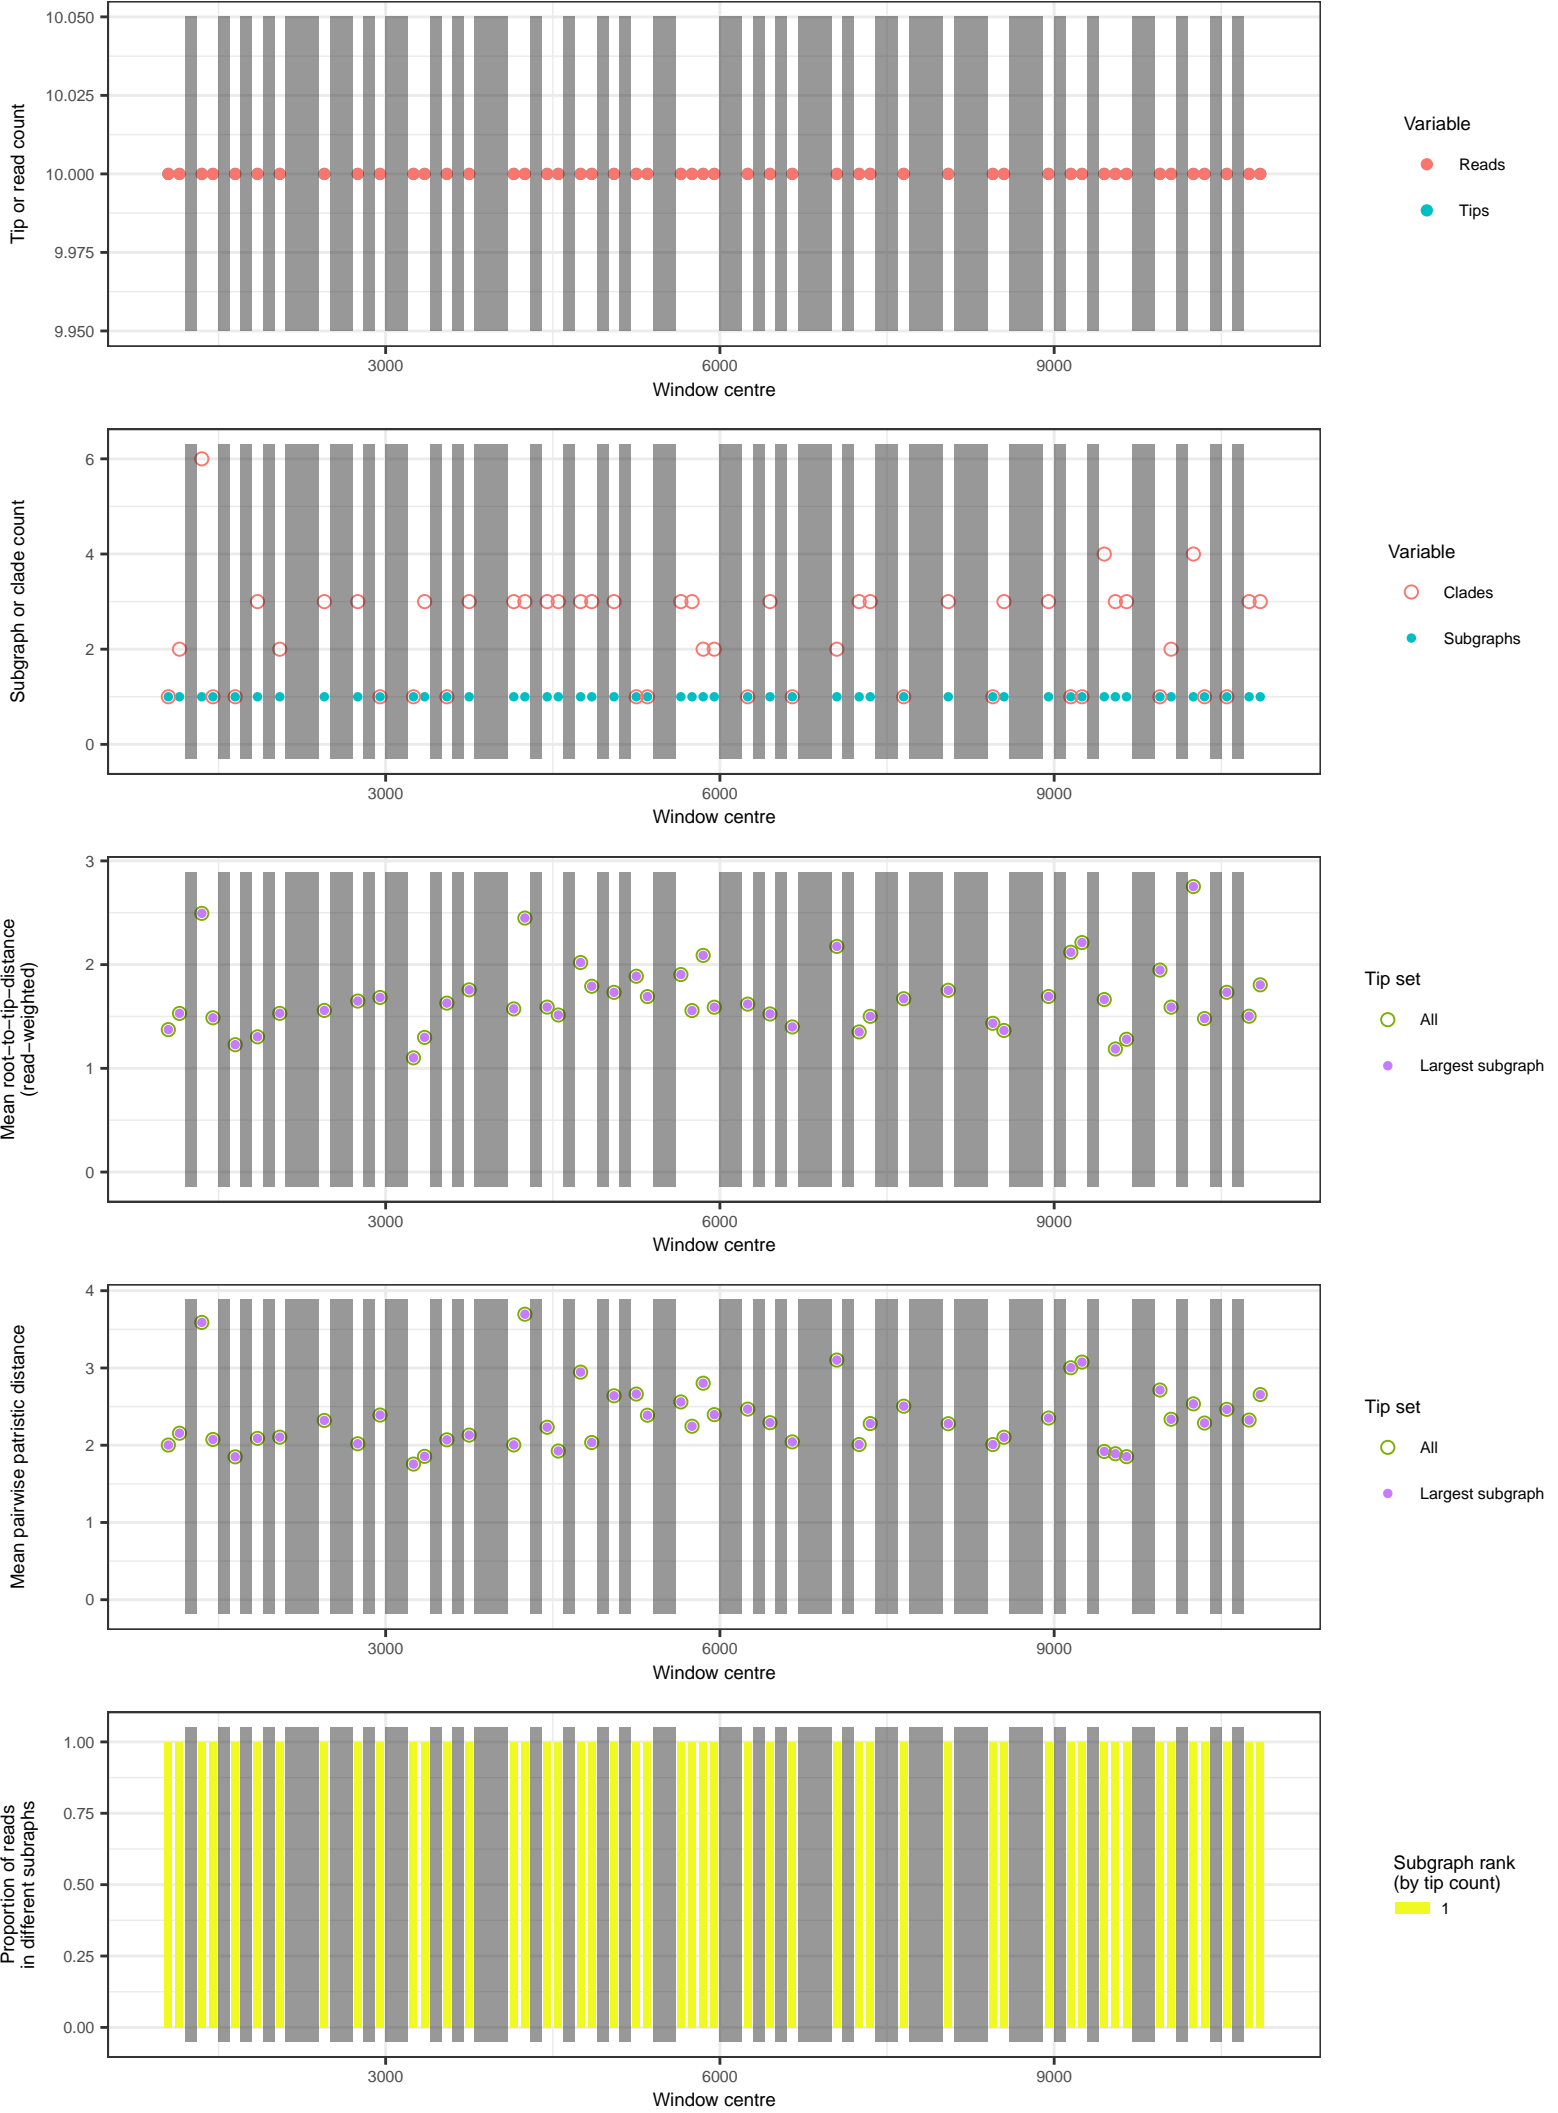 10.050
10.025
10.000
9.975
9.950
Tip or read count
3000
6000
9000
Window centre
Variable
Reads
Tips
6
4
2
0
Subgraph or clade count
3000
6000
9000
Window centre
Variable
Clades
Subgraphs
3
2
1
0
Mean root−to−tip−distance
(read−weighted)
3000
6000
9000
Window centre
Tip set
All
Largest subgraph
4
3
2
1
0
Mean pairwise patristic distance
3000
6000
9000
Window centre
Tip set
All
Largest subgraph
1.00
0.75
0.50
0.25
0.00
Proportion of reads
in different subraphs
3000
6000
9000
Window centre
Subgraph rank
(by tip count)
1